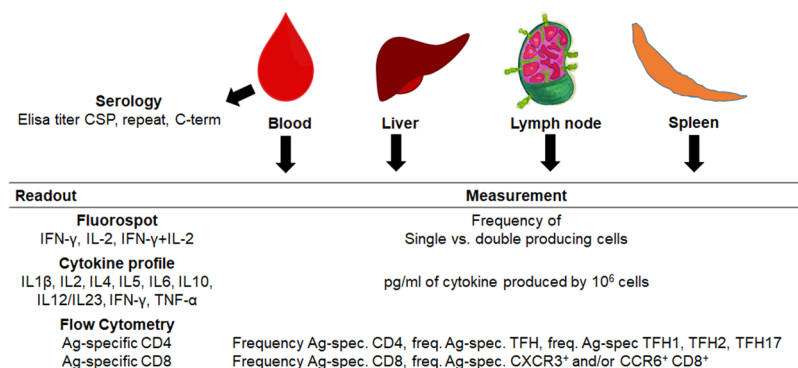 Serology
Elisa titer CSP, repeat, C-term
Blood
Liver
Lymph node
Spleen
Readout
Measurement
Fluorospot
IFN-γ, IL-2, IFN-γ+IL-2
Frequency of
Single vs. double producing cells
Cytokine profile
IL1β, IL2, IL4, IL5, IL6, IL10,
IL12/IL23, IFN-γ, TNF-α
pg/ml of cytokine produced by 10⁶ cells
Flow Cytometry
Ag-specific CD4
Frequency Ag-spec. CD4, freq. Ag-spec. TFH, freq. Ag-spec TFH1, TFH2, TFH17
Ag-specific CD8
Frequency Ag-spec. CD8, freq. Ag-spec. CXCR3⁺ and/or CCR6⁺ CD8⁺